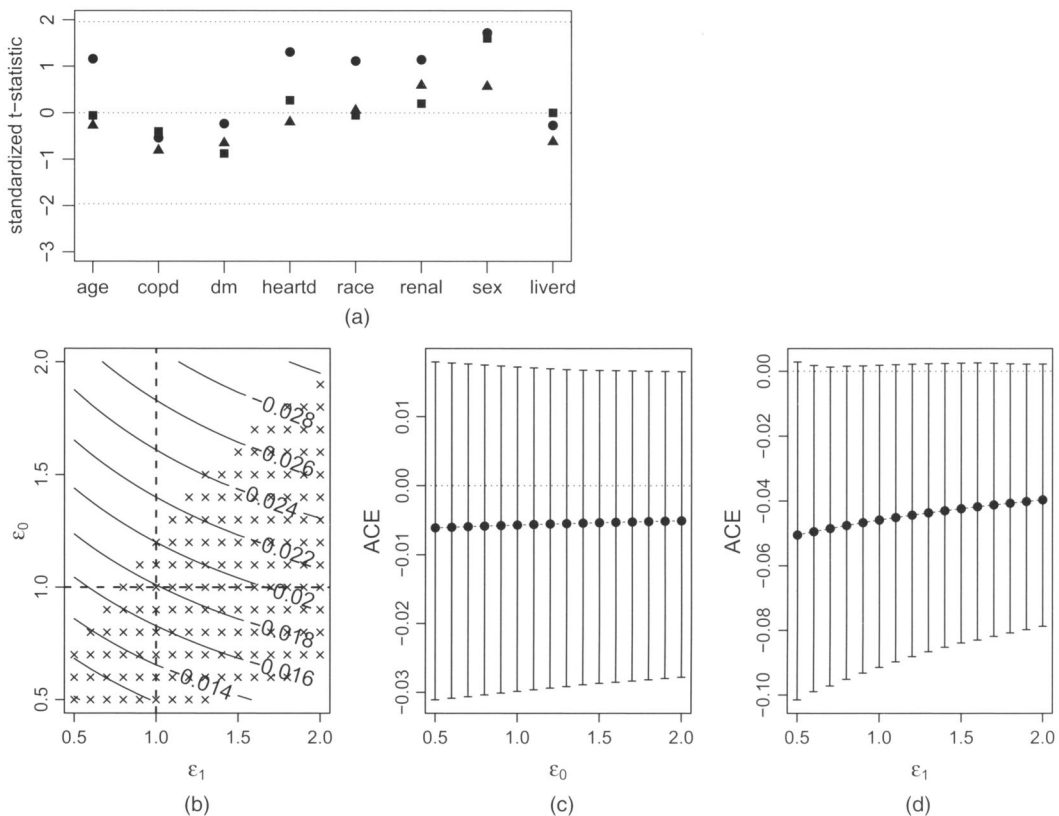 standardized t-statistic
2
1
0
-1
-2
-3
age copd dm heartd race renal sex liverd
(a)
ε0
2.0
1.5
1.0
0.5
-0.028
-0.026
-0.024
-0.022
-0.02
-0.018
-0.016
-0.014
0.5 1.0 1.5 2.0
ε1
(b)
ACE
0.01
0.00
-0.01
-0.03
0.5 1.0 1.5 2.0
ε0
(c)
ACE
0.00
-0.02
-0.04
-0.06
-0.08
-0.10
0.5 1.0 1.5 2.0
ε1
(d)